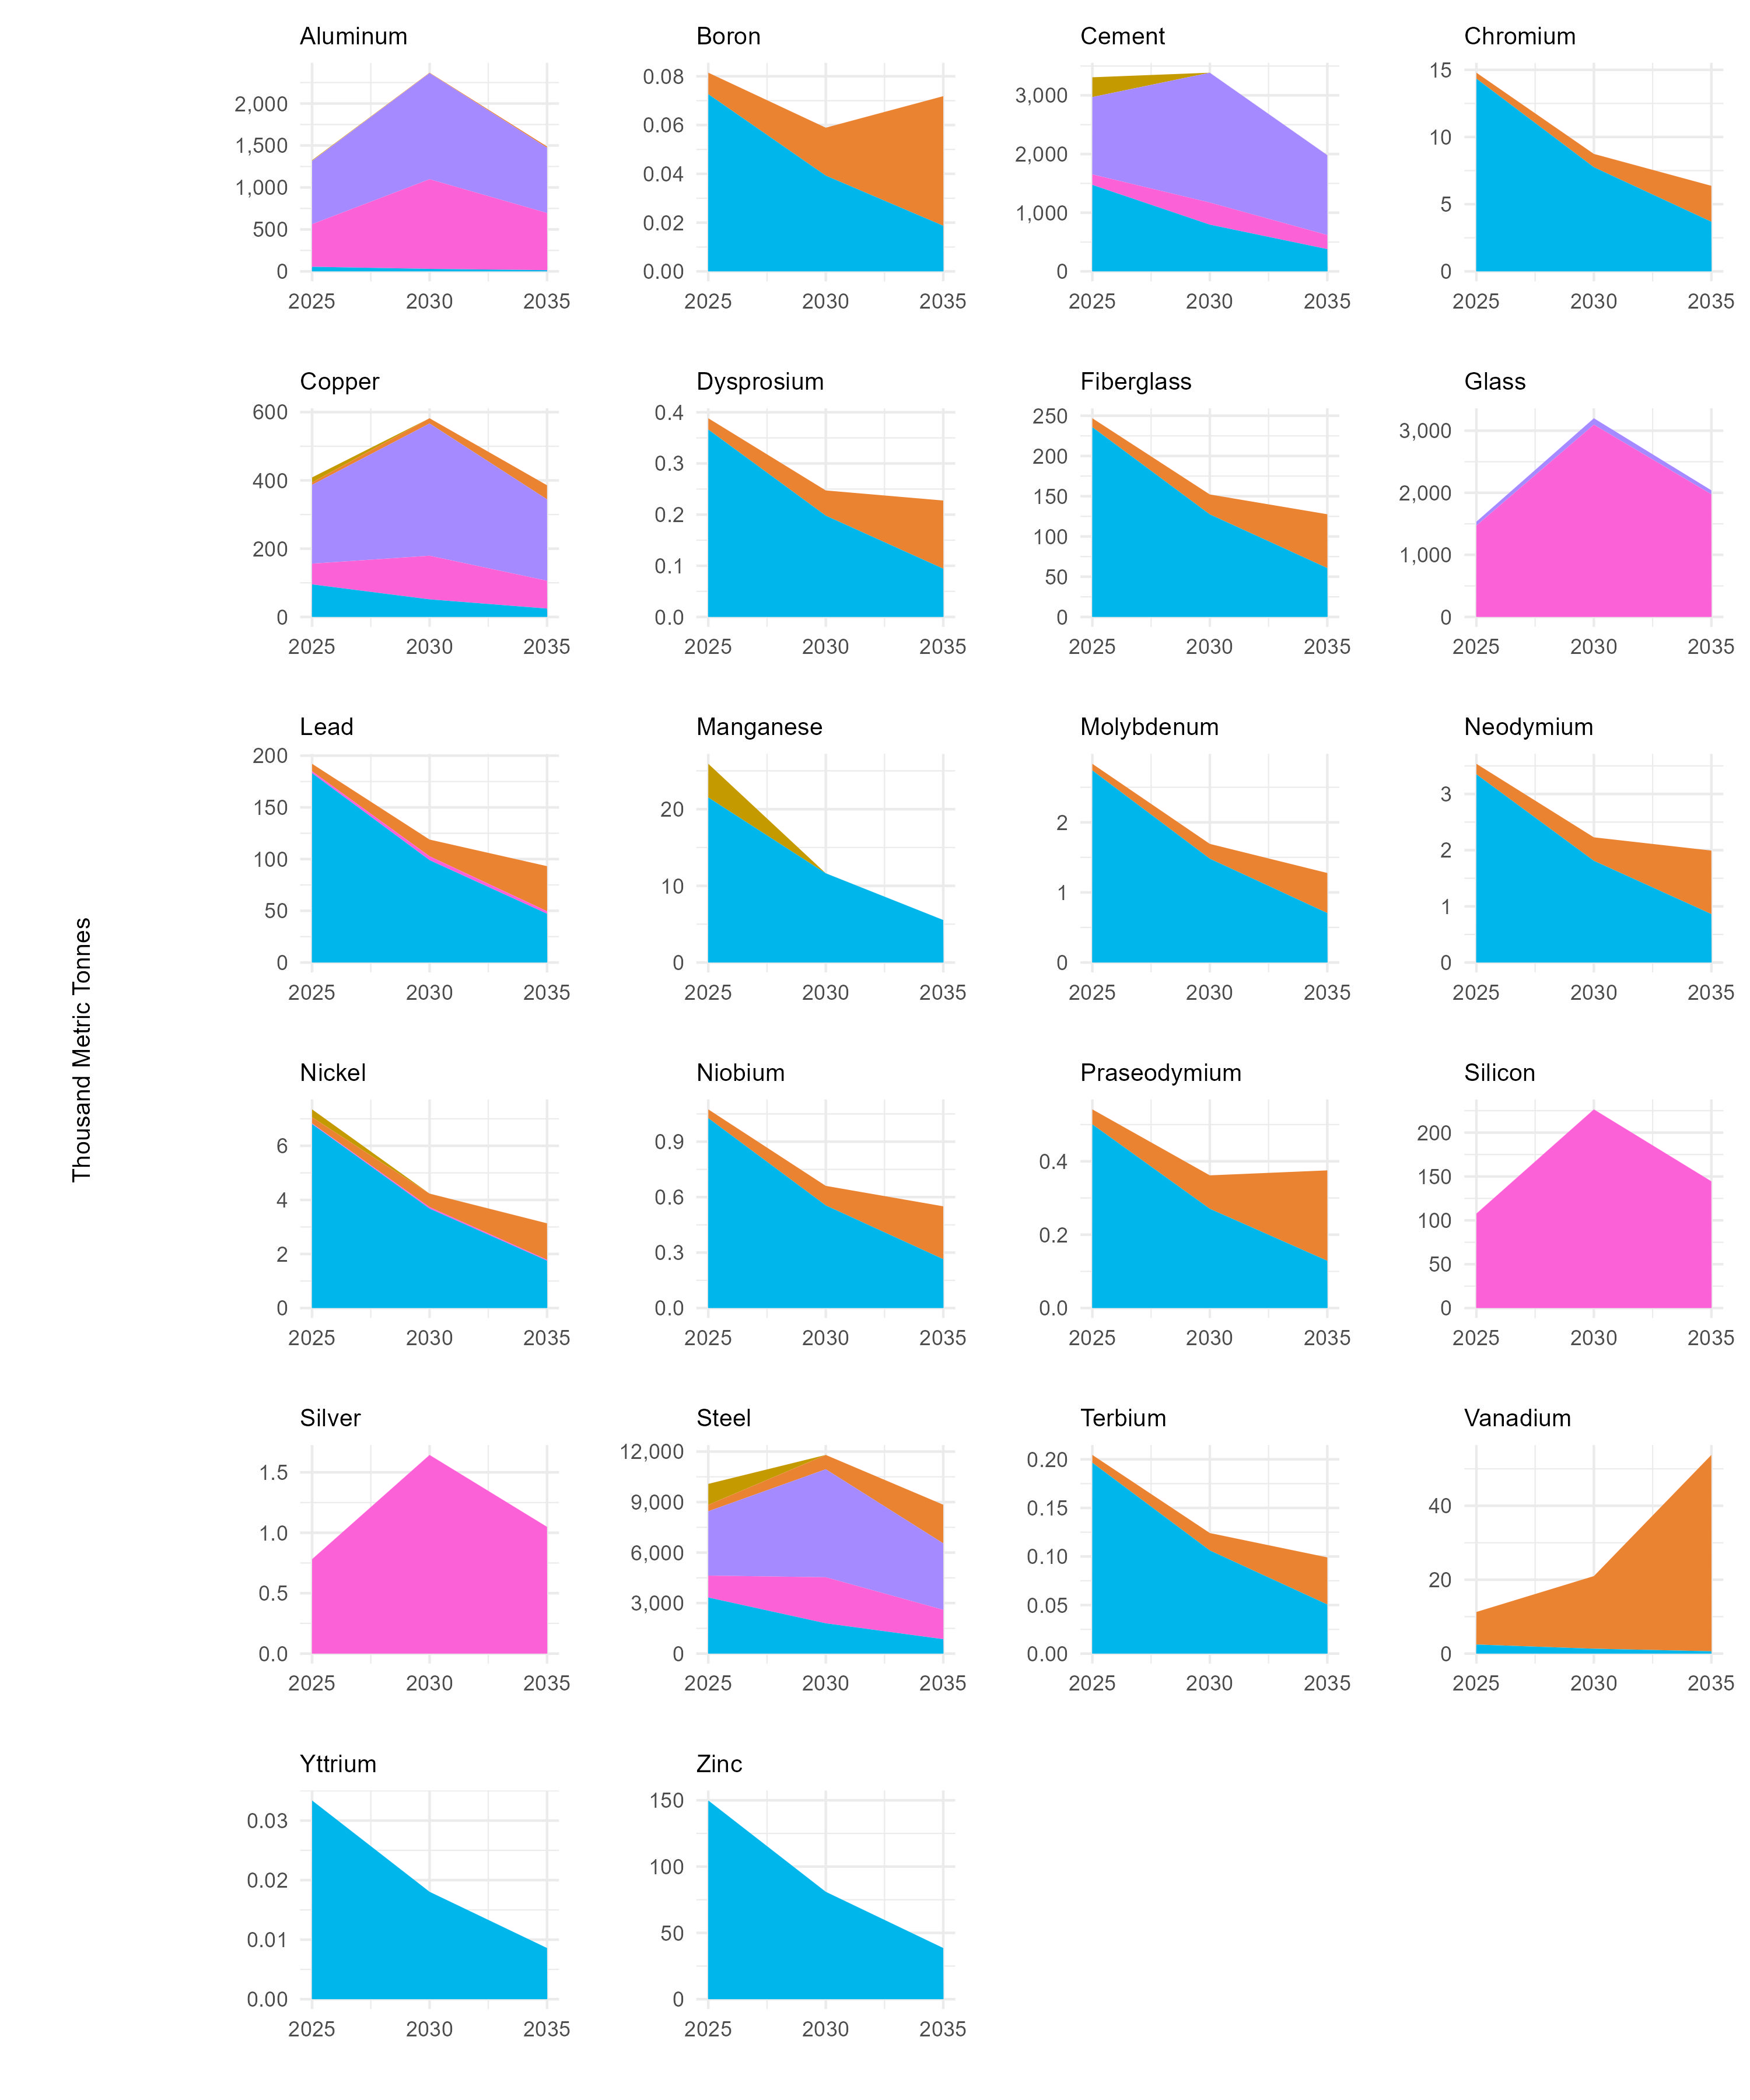 Thousand Metric Tonnes
Aluminum
2,000
1,500
1,000
500
0
2025 2030 2035
Boron
0.08
0.06
0.04
0.02
0.00
2025 2030 2035
Cement
3,000
2,000
1,000
0
2025 2030 2035
Chromium
15
10
5
0
2025 2030 2035
Copper
600
400
200
0
2025 2030 2035
Dysprosium
0.4
0.3
0.2
0.1
0.0
2025 2030 2035
Fiberglass
250
200
150
100
50
0
2025 2030 2035
Glass
3,000
2,000
1,000
0
2025 2030 2035
Lead
200
150
100
50
0
2025 2030 2035
Manganese
20
10
0
2025 2030 2035
Molybdenum
2
1
0
2025 2030 2035
Neodymium
3
2
1
0
2025 2030 2035
Nickel
6
4
2
0
2025 2030 2035
Niobium
0.9
0.6
0.3
0.0
2025 2030 2035
Praseodymium
0.4
0.2
0.0
2025 2030 2035
Silicon
200
150
100
50
0
2025 2030 2035
Silver
1.5
1.0
0.5
0.0
2025 2030 2035
Steel
12,000
9,000
6,000
3,000
0
2025 2030 2035
Terbium
0.20
0.15
0.10
0.05
0.00
2025 2030 2035
Vanadium
40
20
0
2025 2030 2035
Yttrium
0.03
0.02
0.01
0.00
2025 2030 2035
Zinc
150
100
50
0
2025 2030 2035